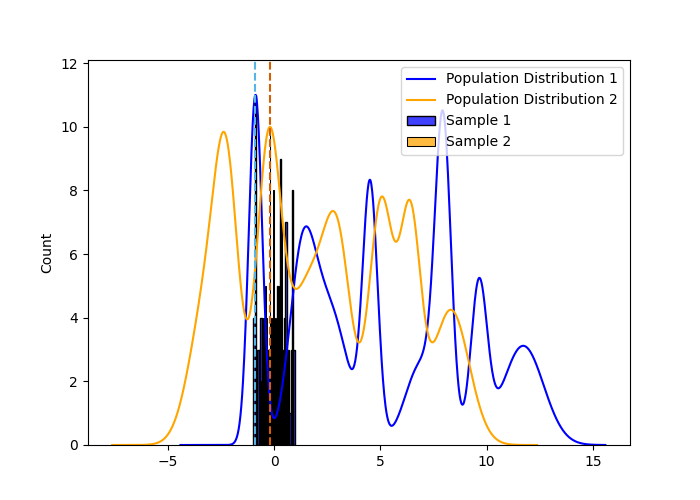 12
10
8
6
4
2
0
Count
−5
0
5
10
15
Population Distribution 1
Population Distribution 2
Sample 1
Sample 2